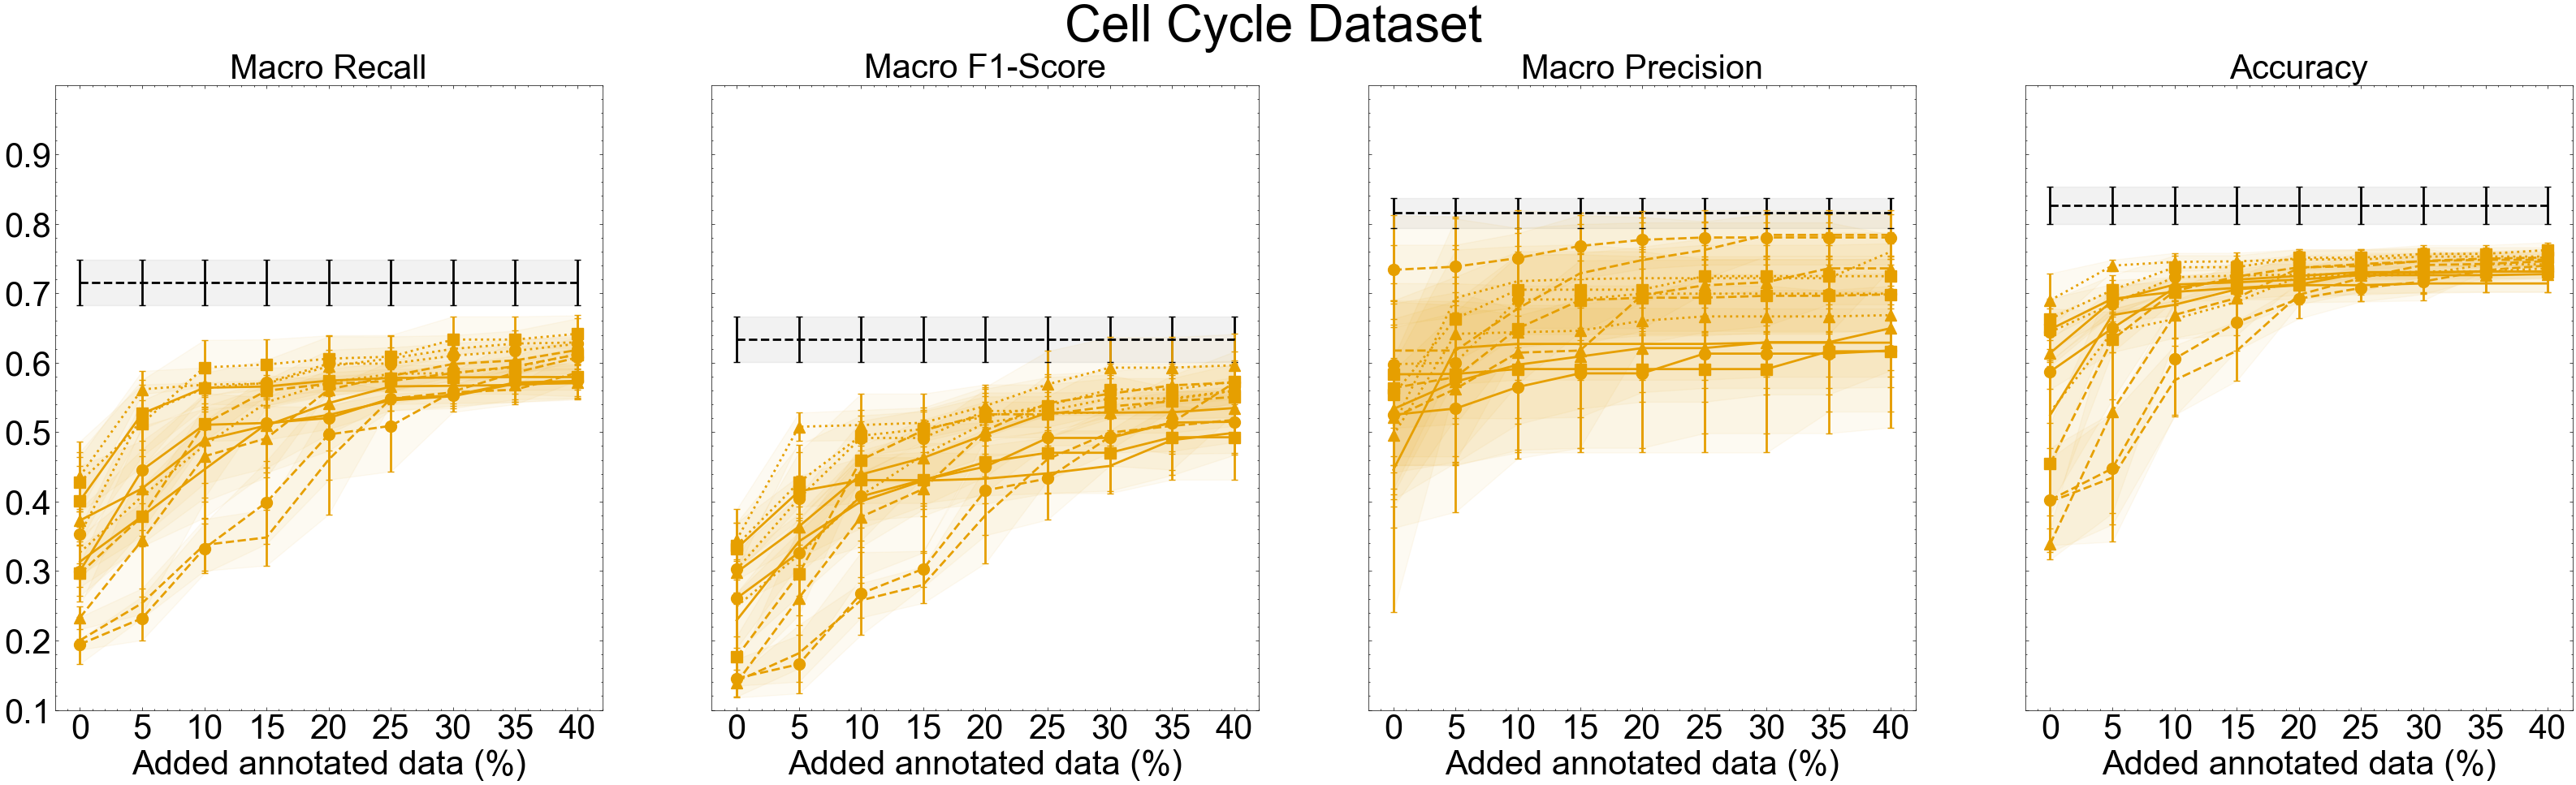 Cell Cycle Dataset
Macro Recall
Macro F1-Score
Macro Precision
Accuracy
0.9
0.8
0.7
0.6
0.5
0.4
0.3
0.2
0.1
0 5 10 15 20 25 30 35 40
0 5 10 15 20 25 30 35 40
0 5 10 15 20 25 30 35 40
0 5 10 15 20 25 30 35 40
Added annotated data (%)
Added annotated data (%)
Added annotated data (%)
Added annotated data (%)